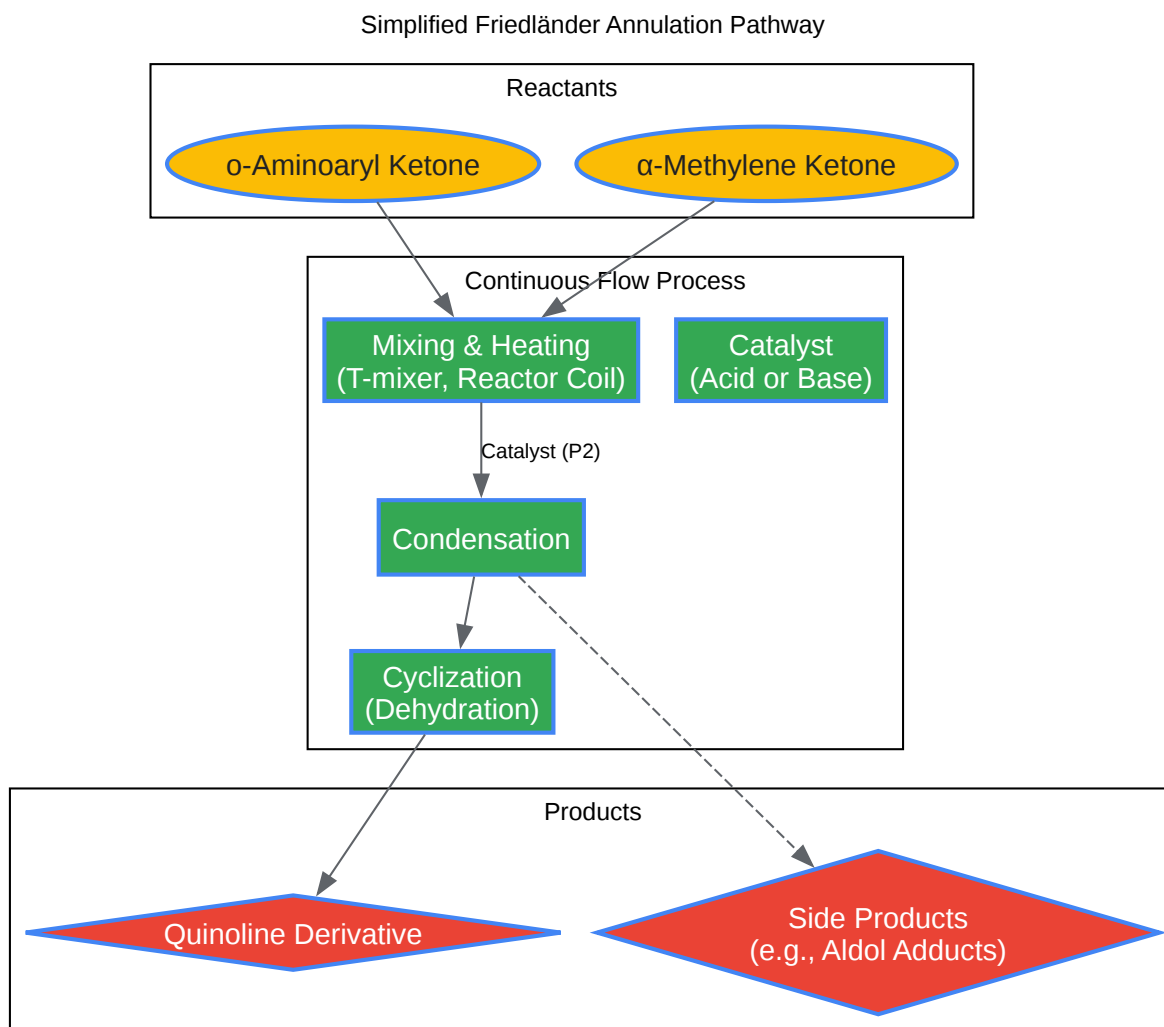 Simplified Friedländer Annulation Pathway
Reactants
o-Aminoaryl Ketone
α-Methylene Ketone
Continuous Flow Process
Mixing & Heating
(T-mixer, Reactor Coil)
Catalyst
(Acid or Base)
Catalyst (P2)
Condensation
Cyclization
(Dehydration)
Products
Quinoline Derivative
Side Products
(e.g., Aldol Adducts)